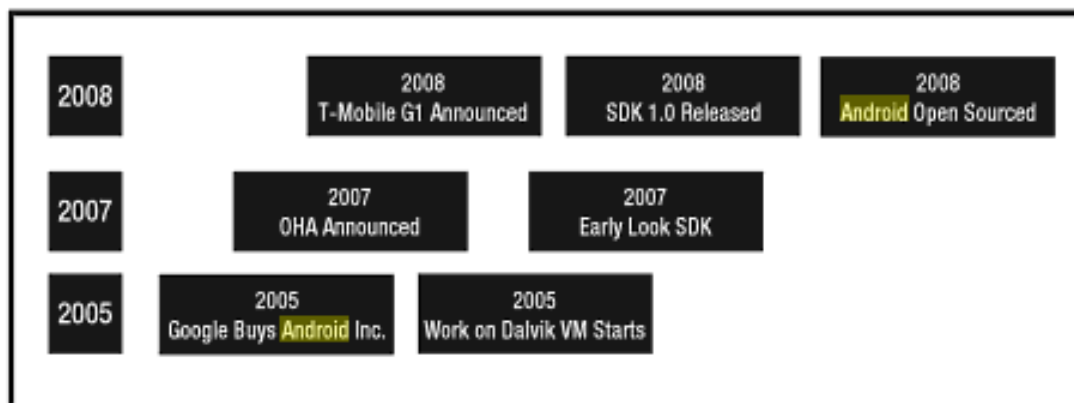 2008
2008
T-Mobile G1 Announced
2008
SDK 1.0 Released
2008
Android Open Sourced
2007
2007
OHA Announced
2007
Early Look SDK
2005
2005
Google Buys Android Inc.
2005
Work on Dalvik VM Starts